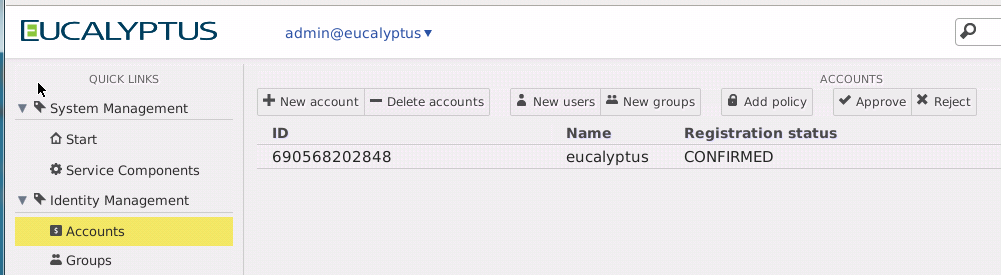 EUCALYPTUS
admin@eucalyptus
QUICK LINKS
System Management
Start
Service Components
Identity Management
Accounts
Groups
ACCOUNTS
New account Delete accounts New users New groups Add policy Approve Reject
ID Name Registration status
690568202848 eucalyptus CONFIRMED